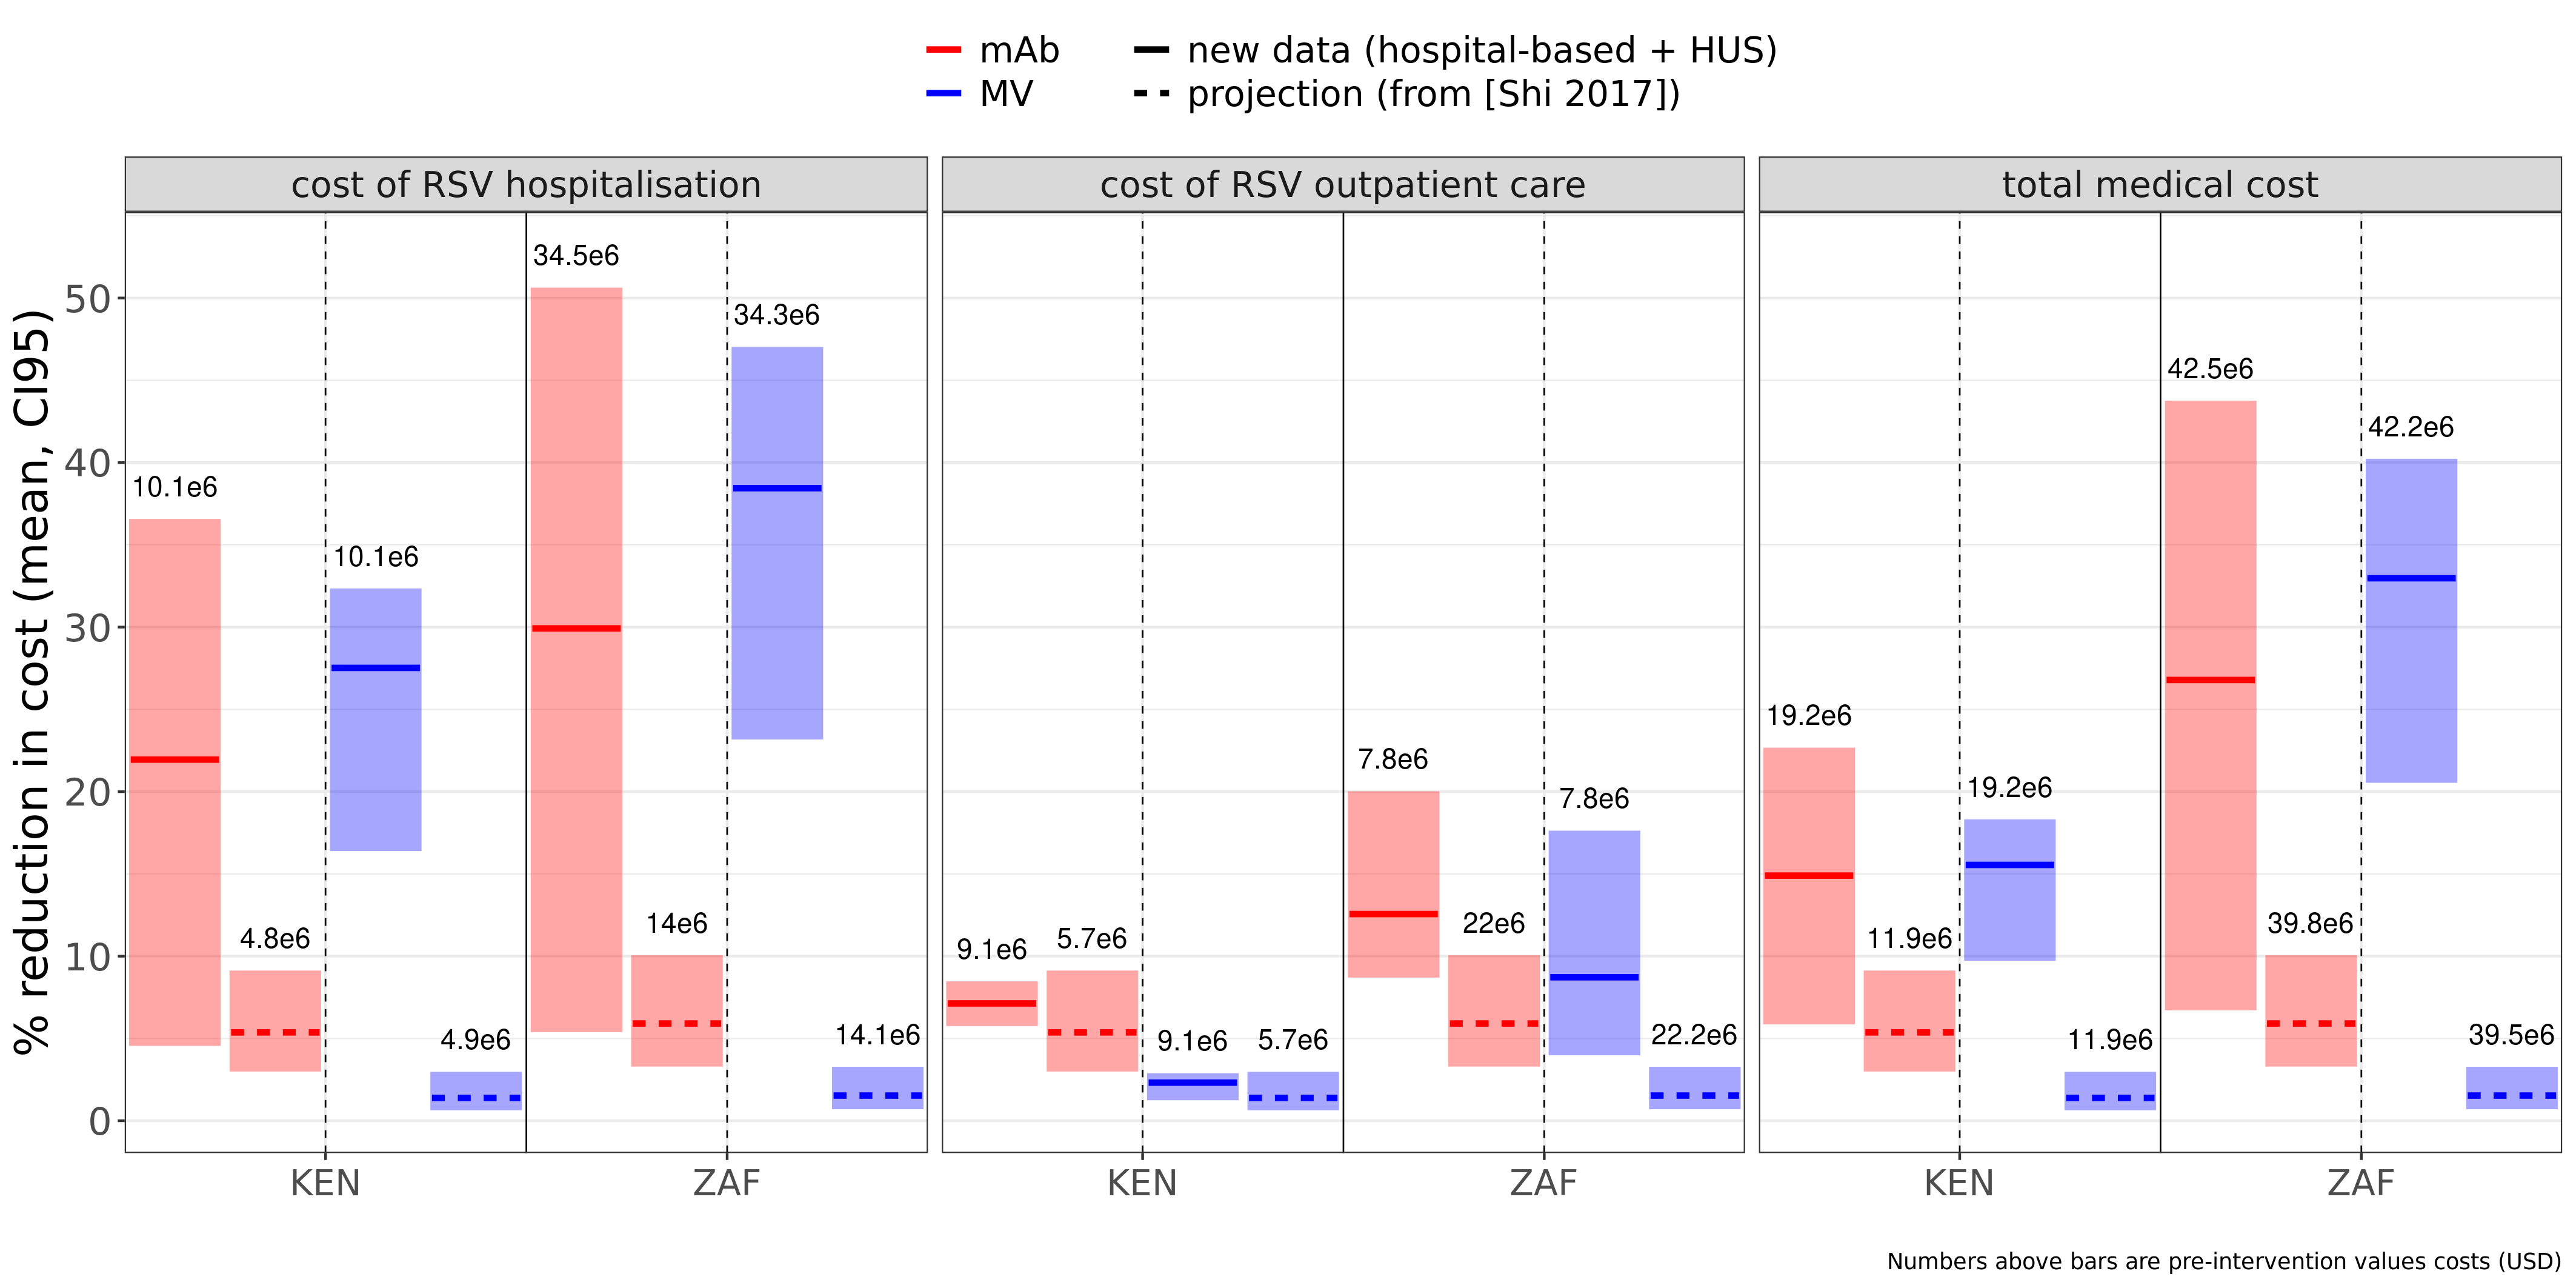 mAb
MV
new data (hospital-based + HUS)
projection (from [Shi 2017])
% reduction in cost (mean, CI95)
cost of RSV hospitalisation
cost of RSV outpatient care
total medical cost
50
40
30
20
10
0
10.1e6
4.8e6
10.1e6
4.9e6
34.5e6
14e6
34.3e6
14.1e6
9.1e6
5.7e6
9.1e6
5.7e6
7.8e6
22e6
7.8e6
22.2e6
19.2e6
11.9e6
19.2e6
11.9e6
42.5e6
39.8e6
42.2e6
39.5e6
KEN
ZAF
KEN
ZAF
KEN
ZAF
Numbers above bars are pre-intervention values costs (USD)